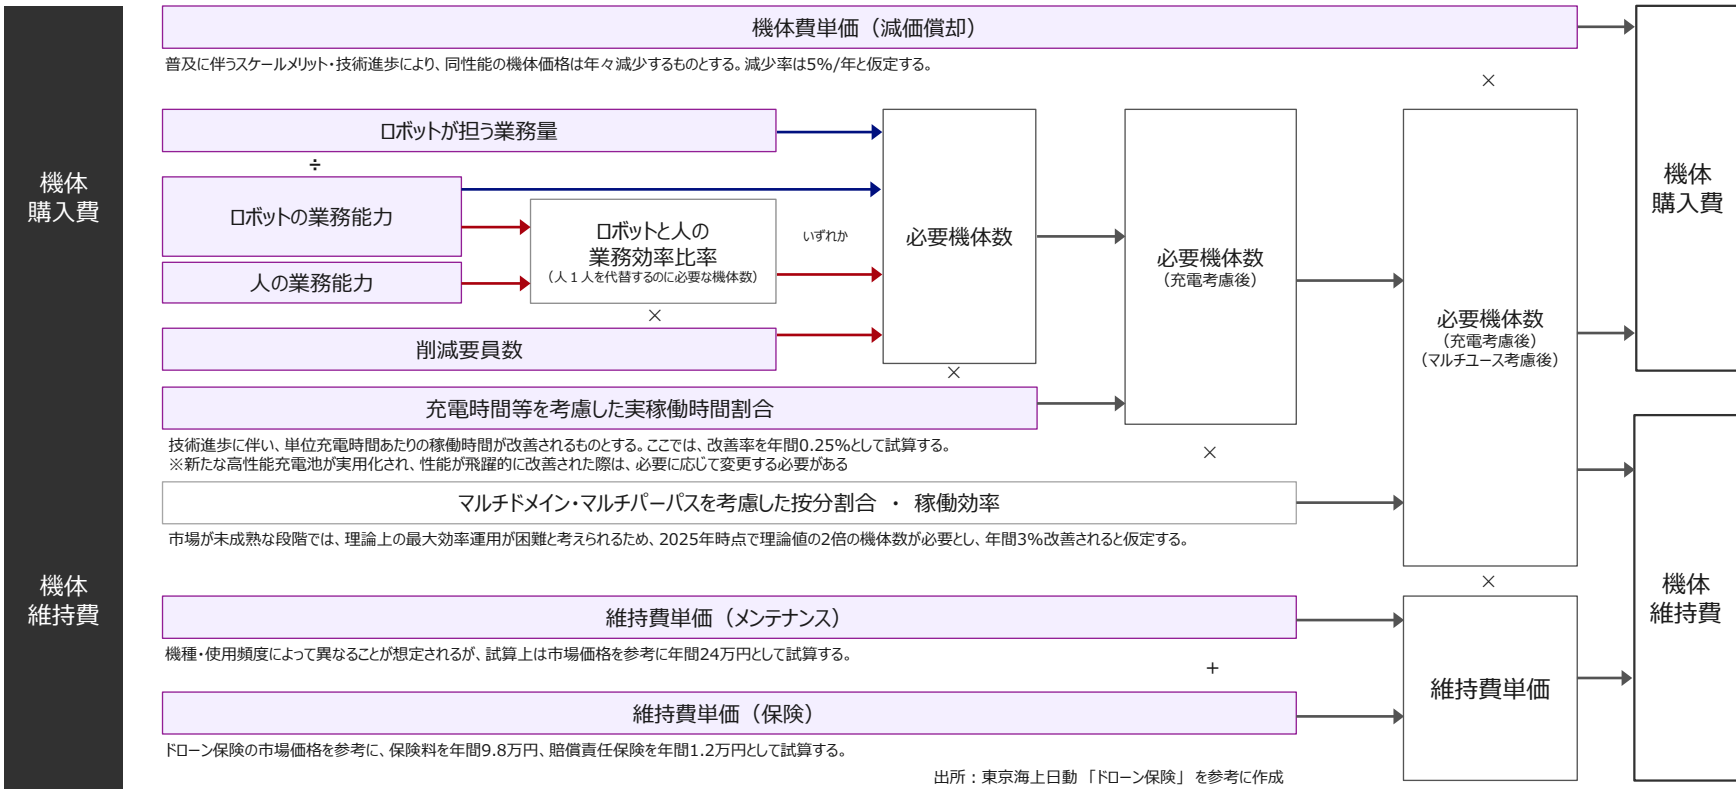 機体費単価（減価償却）
普及に伴うスケールメリット・技術進歩により、同性能の機体価格は年々減少するものとする。減少率は5%/年と仮定する。
×
機体
購入費
ロボットが担う業務量
÷
ロボットの業務能力
人の業務能力
ロボットと人の
業務効率比率
（人１人を代替するのに必要な機体数）
×
いずれか
削減要員数
必要機体数
×
必要機体数
（充電考慮後）
×
必要機体数
（充電考慮後）
（マルチユース考慮後）
×
機体
購入費
充電時間等を考慮した実稼働時間割合
技術進歩に伴い、単位充電時間あたりの稼働時間が改善されるものとする。ここでは、改善率を年間0.25%として試算する。
※新たな高性能充電池が実用化され、性能が飛躍的に改善された際は、必要に応じて変更する必要がある
マルチドメイン・マルチパーパスを考慮した按分割合 ・ 稼働効率
市場が未成熟な段階では、理論上の最大効率運用が困難と考えられるため、2025年時点で理論値の2倍の機体数が必要とし、年間3%改善されると仮定する。
機体
維持費
維持費単価（メンテナンス）
機種・使用頻度によって異なることが想定されるが、試算上は市場価格を参考に年間24万円として試算する。
+
維持費単価（保険）
ドローン保険の市場価格を参考に、保険料を年間9.8万円、賠償責任保険を年間1.2万円として試算する。
維持費単価
機体
維持費
出所：東京海上日動 「ドローン保険」 を参考に作成